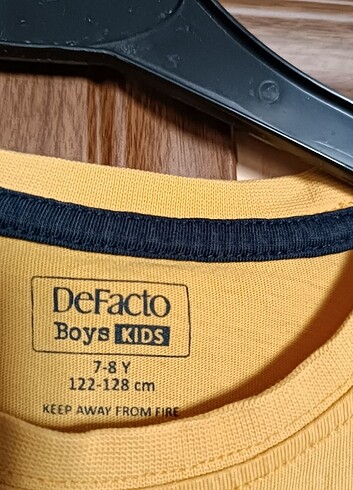 DeFacto
Boys KIDS
7-8 Y
122-128 cm
KEEP AWAY FROM FIRE